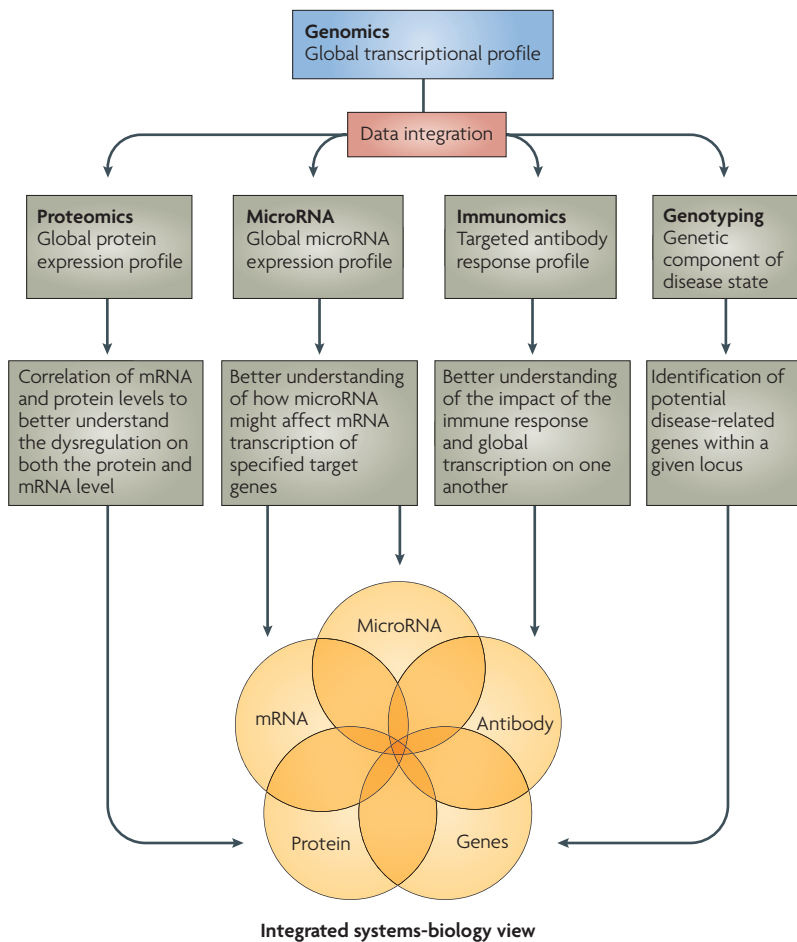 Genomics
Global transcriptional profile
Data integration
Proteomics
Global protein
expression profile
MicroRNA
Global microRNA
expression profile
Immunomics
Targeted antibody
response profile
Genotyping
Genetic
component of
disease state
Correlation of mRNA
and protein levels to
better understand
the dysregulation on
both the protein and
mRNA level
Better understanding
of how microRNA
might affect mRNA
transcription of
specified target
genes
Better understanding
of the impact of the
immune response
and global
transcription on one
another
Identification of
potential
disease-related
genes within a
given locus
MicroRNA
mRNA
Antibody
Protein
Genes
Integrated systems-biology view